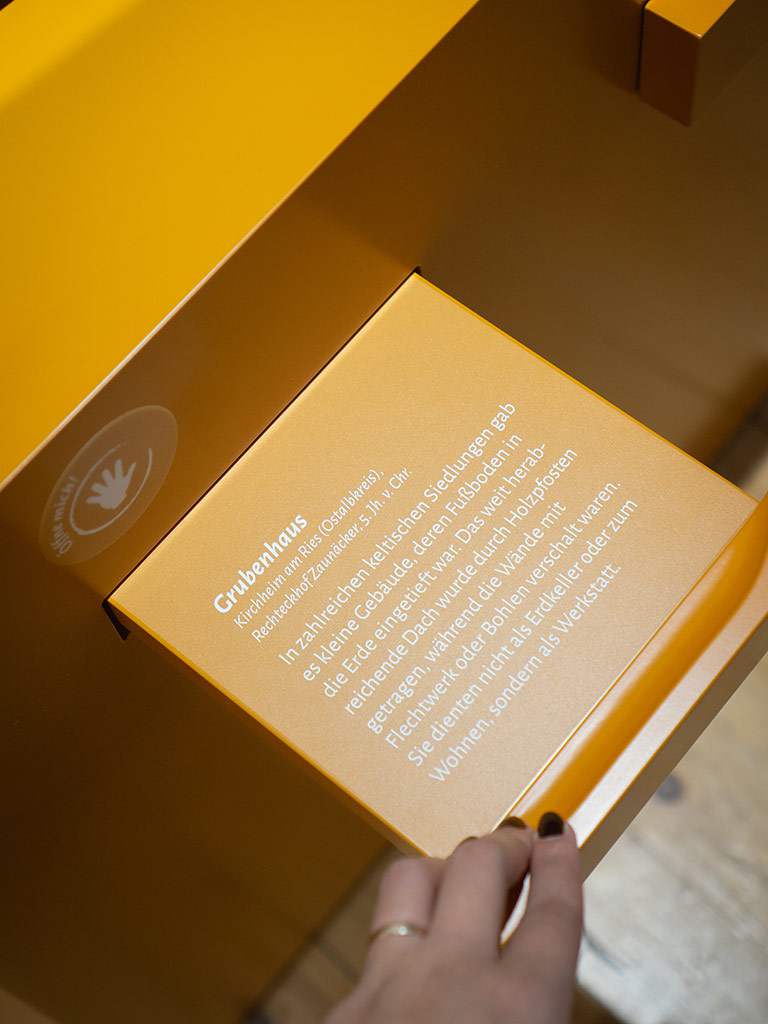 Öffne mich!
Grubenhaus
Kirchheim am Ries (Ostalbkreis),
Rechteckhof Zaunäcker, 5. Jh. v. Chr.
In zahlreichen keltischen Siedlungen gab
es kleine Gebäude, deren Fußboden in
die Erde eingetieft war. Das weit herab-
reichende Dach wurde durch Holzpfosten
getragen, während die Wände mit
Flechtwerk oder Bohlen verschalt waren.
Sie dienten nicht als Erdkeller oder zum
Wohnen, sondern als Werkstatt.